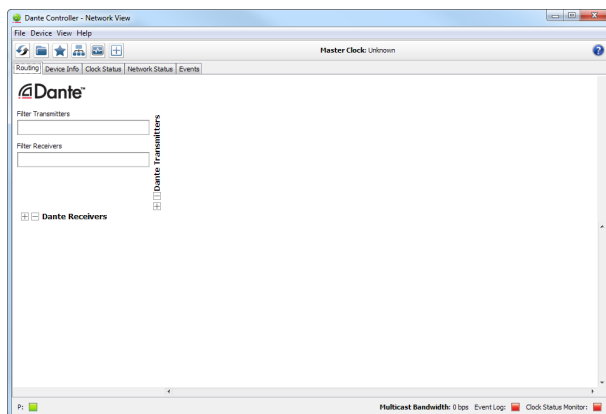 Dante Controller - Network View
File Device View Help
Master Clock: Unknown
Routing Device Info Clock Status Network Status Events
Dante™
Filter Transmitters
Filter Receivers
Dante Transmitters
Dante Receivers
P: Multicast Bandwidth: 0 bps Event Log: Clock Status Monitor: